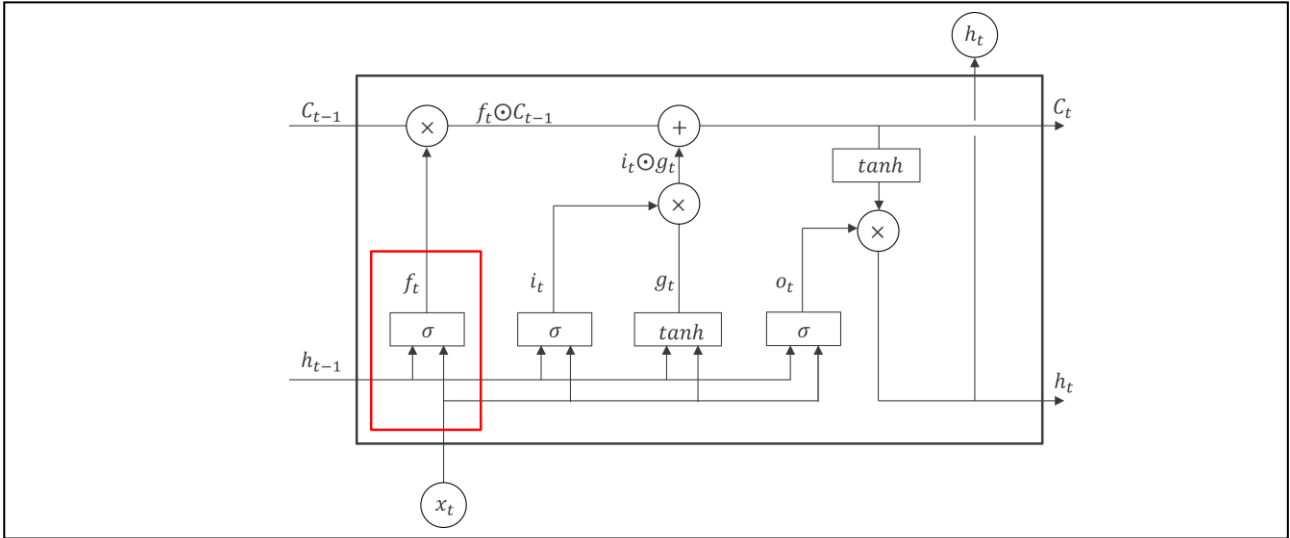 h_t
C_{t-1}
×
f_t⊙C_{t-1}
+
C_t
i_t⊙g_t
tanh
×
×
f_t
i_t
g_t
o_t
σ
σ
tanh
σ
h_{t-1}
h_t
x_t